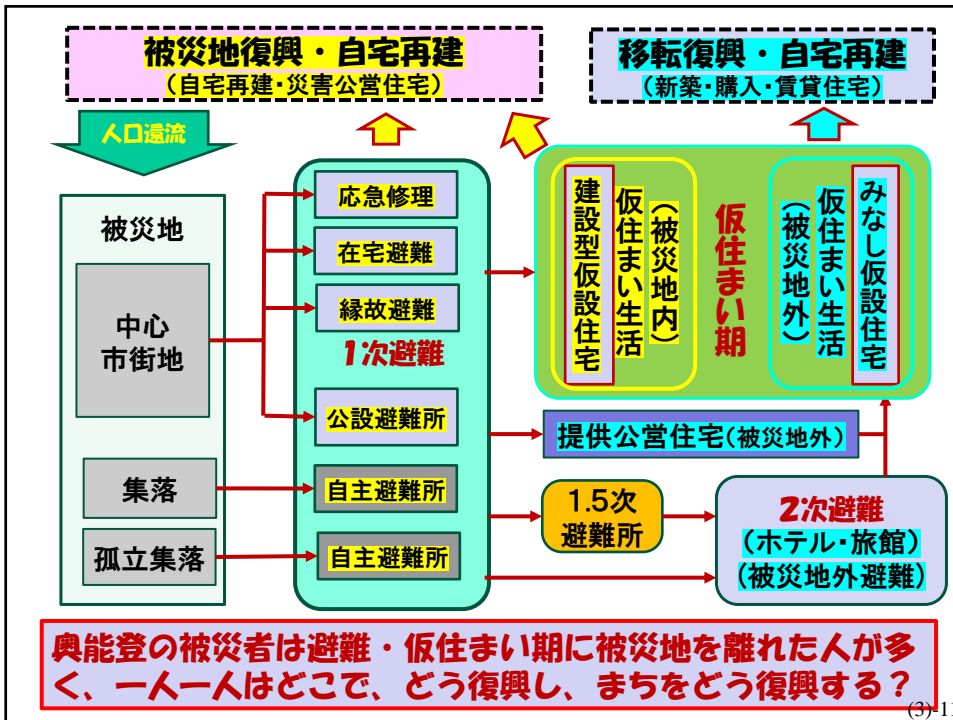 被災地復興・自宅再建
(自宅再建・災害公営住宅)
移転復興・自宅再建
(新築・購入・賃貸住宅)
人口還流
被災地
中心
市街地
集落
孤立集落
応急修理
在宅避難
縁故避難
1次避難
公設避難所
自主避難所
自主避難所
建設型仮設住宅
仮住まい生活
(被災地内)
仮住まい期
(被災地外)
仮住まい生活
みなし仮設住宅
提供公営住宅(被災地外)
1.5次
避難所
2次避難
(ホテル・旅館)
(被災地外避難)
奥能登の被災者は避難・仮住まい期に被災地を離れた人が多
く、一人一人はどこで、どう復興し、まちをどう復興する?